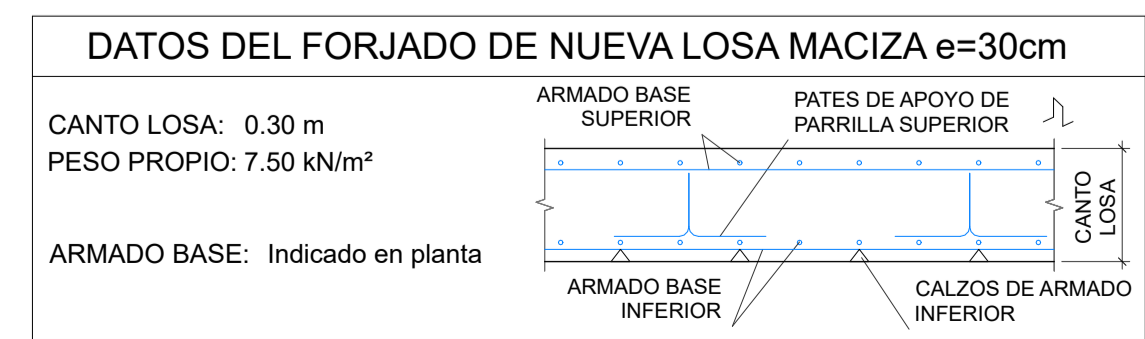 DATOS DEL FORJADO DE NUEVA LOSA MACIZA e=30cm
CANTO LOSA: 0.30 m
PESO PROPIO: 7.50 kN/m²
ARMADO BASE: Indicado en planta
ARMADO BASE
SUPERIOR
PATES DE APOYO DE
PARRILLA SUPERIOR
CANTO
LOSA
ARMADO BASE
INFERIOR
CALZOS DE ARMADO
INFERIOR